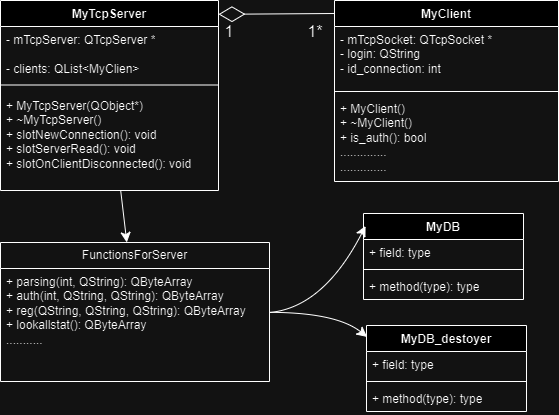 MyTcpServer
- mTcpServer: QTcpServer *
- clients: QList<MyClien>
+ MyTcpServer(QObject*)
+ ~MyTcpServer()
+ slotNewConnection(): void
+ slotServerRead(): void
+ slotOnClientDisconnected(): void
1
1*
MyClient
- mTcpSocket: QTcpSocket *
- login: QString
- id_connection: int
+ MyClient()
+ ~MyClient()
+ is_auth(): bool
..............
..............
FunctionsForServer
+ parsing(int, QString): QByteArray
+ auth(int, QString, QString): QByteArray
+ reg(QString, QString, QString): QByteArray
+ lookallstat(): QByteArray
...........
MyDB
+ field: type
+ method(type): type
MyDB_destoyer
+ field: type
+ method(type): type